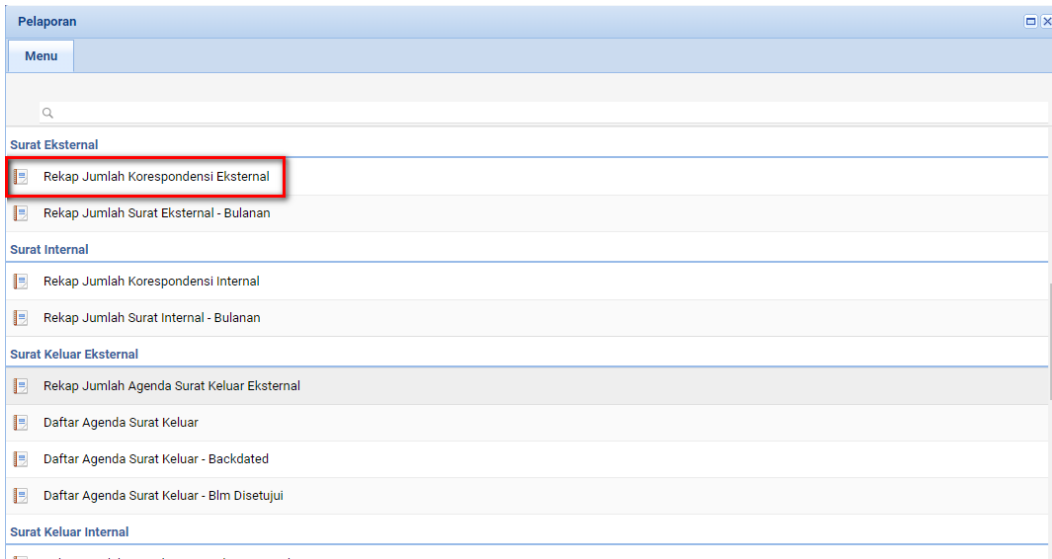 Pelaporan
Menu
Surat Eksternal
Rekap Jumlah Korespondensi Eksternal
Rekap Jumlah Surat Eksternal - Bulanan
Surat Internal
Rekap Jumlah Korespondensi Internal
Rekap Jumlah Surat Internal - Bulanan
Surat Keluar Eksternal
Rekap Jumlah Agenda Surat Keluar Eksternal
Daftar Agenda Surat Keluar
Daftar Agenda Surat Keluar - Backdated
Daftar Agenda Surat Keluar - Blm Disetujui
Surat Keluar Internal